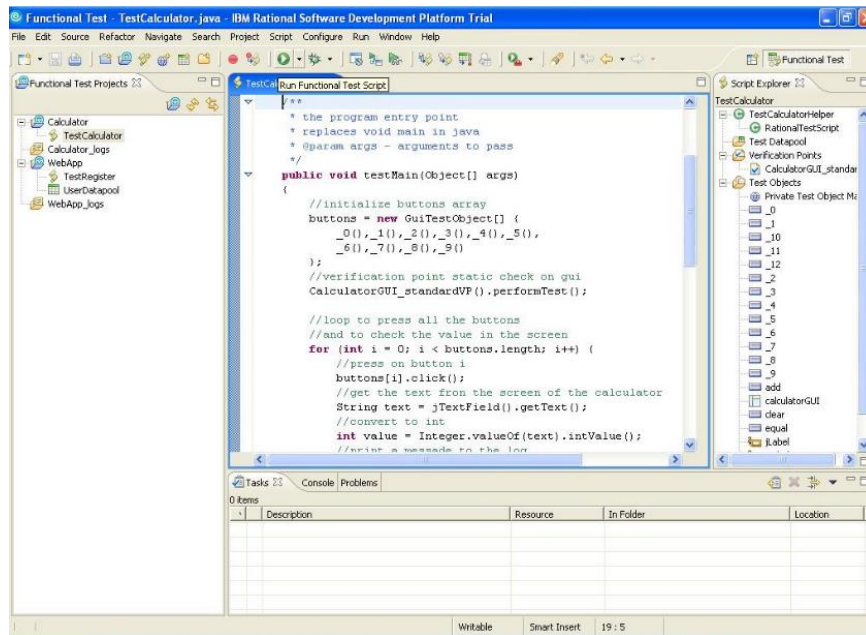 Functional Test - TestCalculator.java - IBM Rational Software Development Platform Trial
File Edit Source Refactor Navigate Search Project Script Configure Run Window Help
Functional Test
Functional Test Projects
Calculator
TestCalculator
Calculator_logs
WebApp
TestRegister
UserDatapool
WebApp_logs
TestCal
Run Functional Test Script
/**
* the program entry point
* replaces void main in java
* @param args - arguments to pass
*/
public void testMain(Object[] args)
{
//initialize buttons array
buttons = new GuiTestObject[] {
_0(),_1(),_2(),_3(),_4(),_5(),
_6(),_7(),_8(),_9()
};
//verification point static check on gui
CalculatorGUI_standardVP().performTest();
//loop to press all the buttons
//and to check the value in the screen
for (int i = 0; i < buttons.length; i++) {
//press on button i
buttons[i].click();
//get the text fron the screen of the calculator
String text = jTextField().getText();
//convert to int
int value = Integer.valueOf(text).intValue();
//print a message to the log
Script Explorer
TestCalculator
TestCalculatorHelper
RationalTestScript
Test Datapool
Verification Points
CalculatorGUI_standar
Test Objects
Private Test Object Ma
_0
_1
_10
_11
_12
_2
_3
_4
_5
_6
_7
_8
_9
add
calculatorGUI
clear
equal
jLabel
Tasks Console Problems
0 items
! Description Resource In Folder Location
Writable Smart Insert 19 : 5